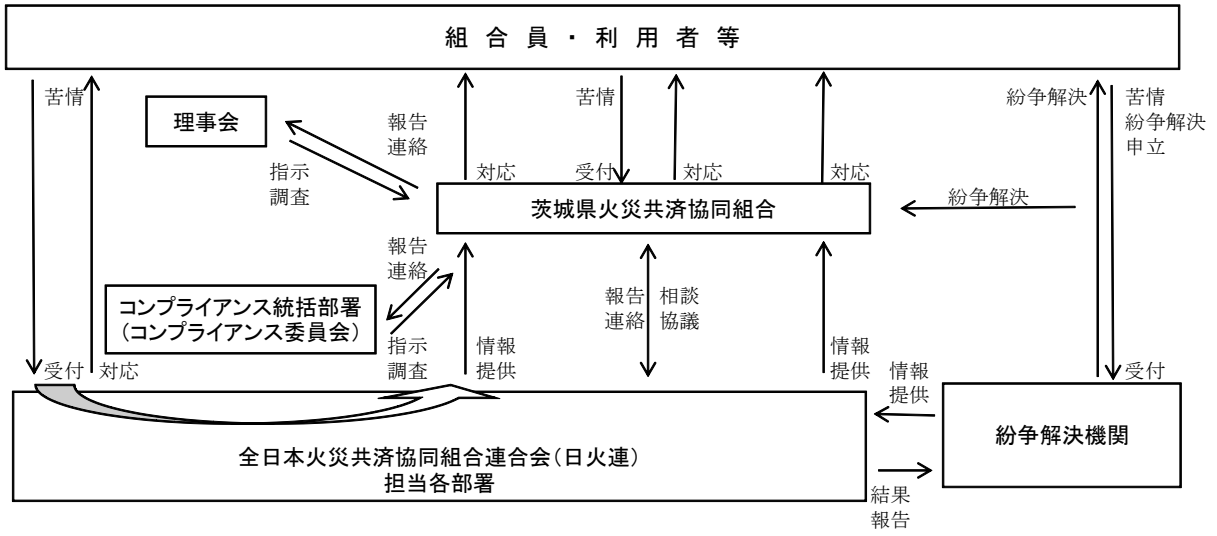 組 合 員 ・ 利 用 者 等
苦情
理事会
報告
連絡
苦情
紛争解決
苦情
紛争解決
申立
指示
調査
対応
受付
対応
対応
茨城県火災共済協同組合
紛争解決
報告
連絡
コンプライアンス統括部署
（コンプライアンス委員会）
報告
連絡
相談
協議
指示
調査
情報
提供
情報
提供
受付
対応
情報
提供
受付
紛争解決機関
全日本火災共済協同組合連合会（日火連）
担当各部署
結果
報告